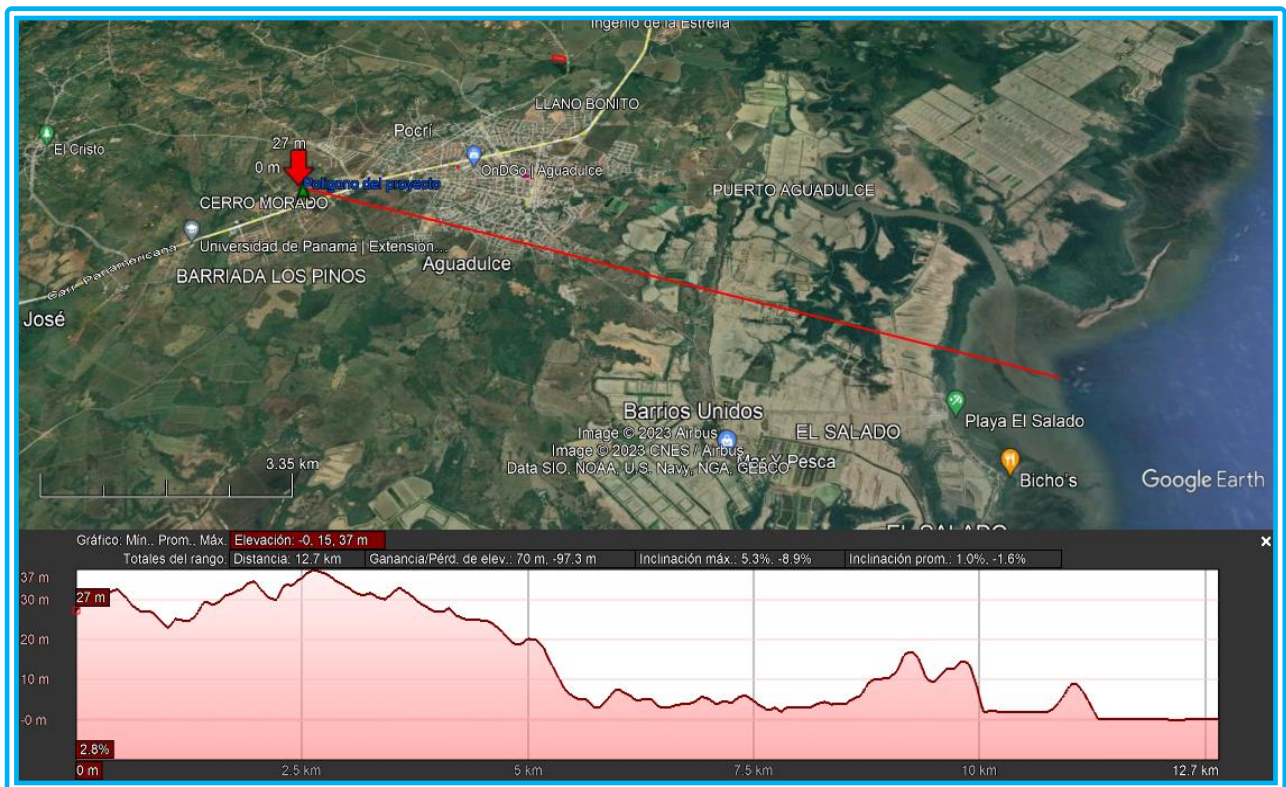 Ingenio de la Estrella
LLANO BONITO
Pocrí
El Cristo
27 m
0 m
OnDGo | Aguadulce
Polígono del proyecto
PUERTO AGUADULCE
CERRO MORADO
Universidad de Panamá | Extensión...
Carr. Panamericana
BARRIADA LOS PINOS
Aguadulce
José
Barrios Unidos
Playa El Salado
EL SALADO
Image © 2023 Airbus
Image © 2023 CNES / Airbus
Mar Y Pesca
Data SIO, NOAA, U.S. Navy, NGA, GEBCO
3.35 km
Bicho's
Google Earth
EL SALADO
Gráfico: Mín., Prom., Máx. Elevación: -0, 15, 37 m
Totales del rango: Distancia: 12.7 km Ganancia/Pérd. de elev.: 70 m, -97.3 m Inclinación máx.: 5.3%, -8.9% Inclinación prom.: 1.0%, -1.6%
37 m
27 m
30 m
20 m
10 m
-0 m
2.8%
0 m 2.5 km 5 km 7.5 km 10 km 12.7 km